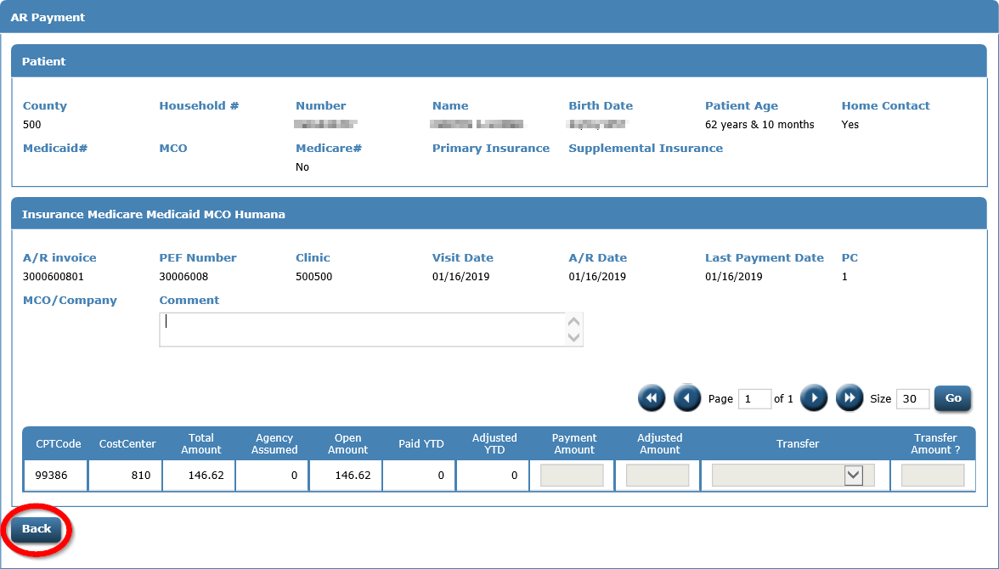 AR Payment
Patient
County Household # Number Name Birth Date Patient Age Home Contact
500 62 years & 10 months Yes
Medicaid# MCO Medicare# Primary Insurance Supplemental Insurance
No
Insurance Medicare Medicaid MCO Humana
A/R invoice PEF Number Clinic Visit Date A/R Date Last Payment Date PC
3000600801 30006008 500500 01/16/2019 01/16/2019 01/16/2019 1
MCO/Company Comment
Page 1 of 1 Size 30 Go
CPTCode CostCenter Total Amount Agency Assumed Open Amount Paid YTD Adjusted YTD Payment Amount Adjusted Amount Transfer Transfer Amount ?
99386 810 146.62 0 146.62 0 0
Back